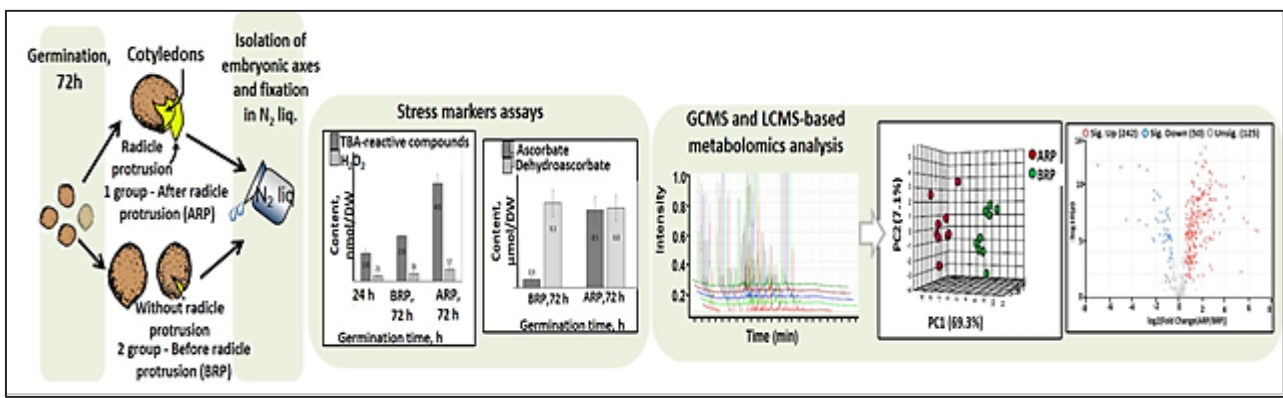 Germination,
72h
Cotyledons
Radicle
protrusion
1 group - After radicle
protrusion (ARP)
Without radicle
protrusion
2 group - Before radicle
protrusion (BRP)
Isolation of
embryonic axes
and fixation
in N₂ liq.
N₂ liq
Stress markers assays
TBA-reactive compounds
H₂O₂
Content,
nmol/DW
24 h
BRP,
72 h
ARP,
72 h
Germination time, h
Ascorbate
Dehydroascorbate
Content,
µmol/DW
BRP,72 h
ARP,72 h
Germination time, h
GCMS and LCMS-based
metabolomics analysis
Intensity
1.0
0.8
0.6
0.4
0.2
Time (min)
PC2(7.1%)
PC1 (69.3%)
ARP
BRP
Sig. Up (242)
Sig. Down (50)
Unsig. (125)
log2(Fold Change(ARP/BRP)